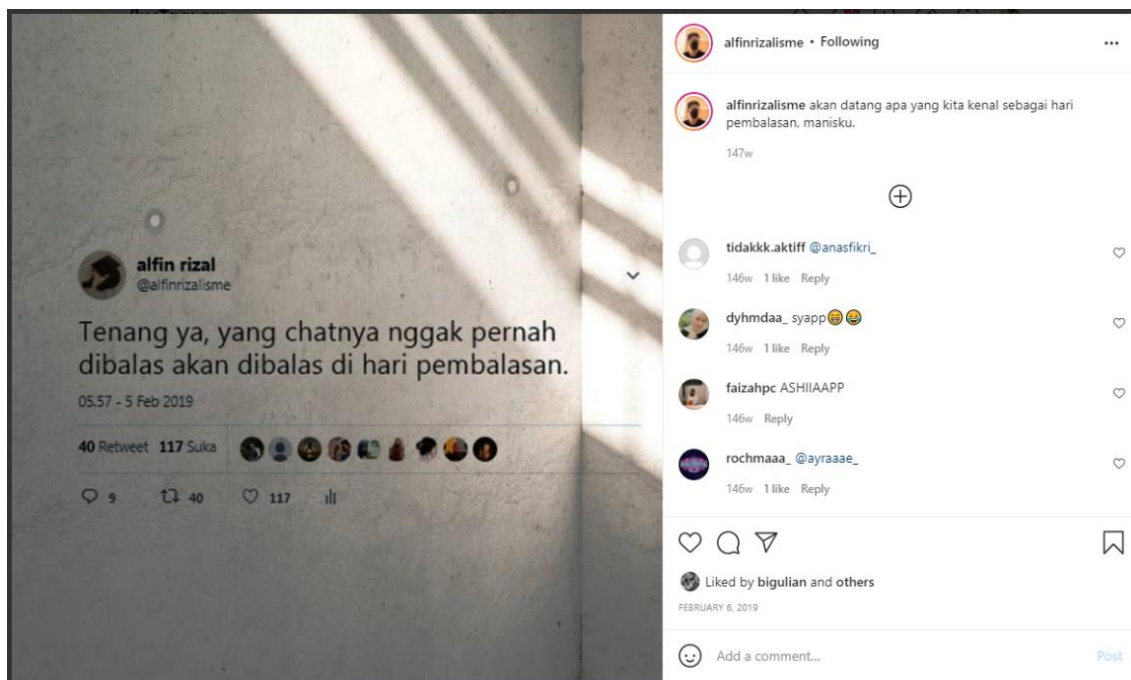 alfin rizal
@alfinrizalisme
Tenang ya, yang chatnya nggak pernah
dibalas akan dibalas di hari pembalasan.
05.57 - 5 Feb 2019
40 Retweet 117 Suka
9 40 117
alfinrizalisme • Following
alfinrizalisme akan datang apa yang kita kenal sebagai hari
pembalasan, manisku.
147w
tidakkk.aktiff @anasfikri_
146w 1 like Reply
dyhmdaa_ syapp😁😂
146w 1 like Reply
faizahpc ASHIIAAPP
146w Reply
rochmaaa_ @ayraaae_
146w 1 like Reply
Liked by bigulian and others
FEBRUARY 6, 2019
Add a comment...
Post